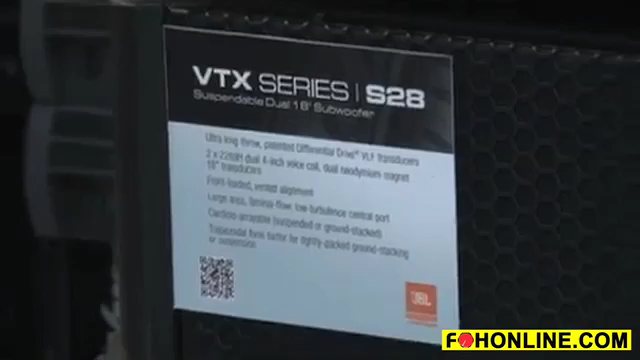 VTX SERIES | S28
Suspendable Dual 18" Subwoofer
Ultra long throw, patented Differential Drive® VLF transducers
2 x 2269H dual 4-inch voice coil, dual neodymium magnet
18" transducers
Front-loaded, vented alignment
Large area, laminar-flow, low turbulence central port
Cardioid-arrayable (suspended or ground-stacked)
Trapezoidal form factor for tightly-packed ground-stacking
or suspension
JBL
FOHONLINE.COM